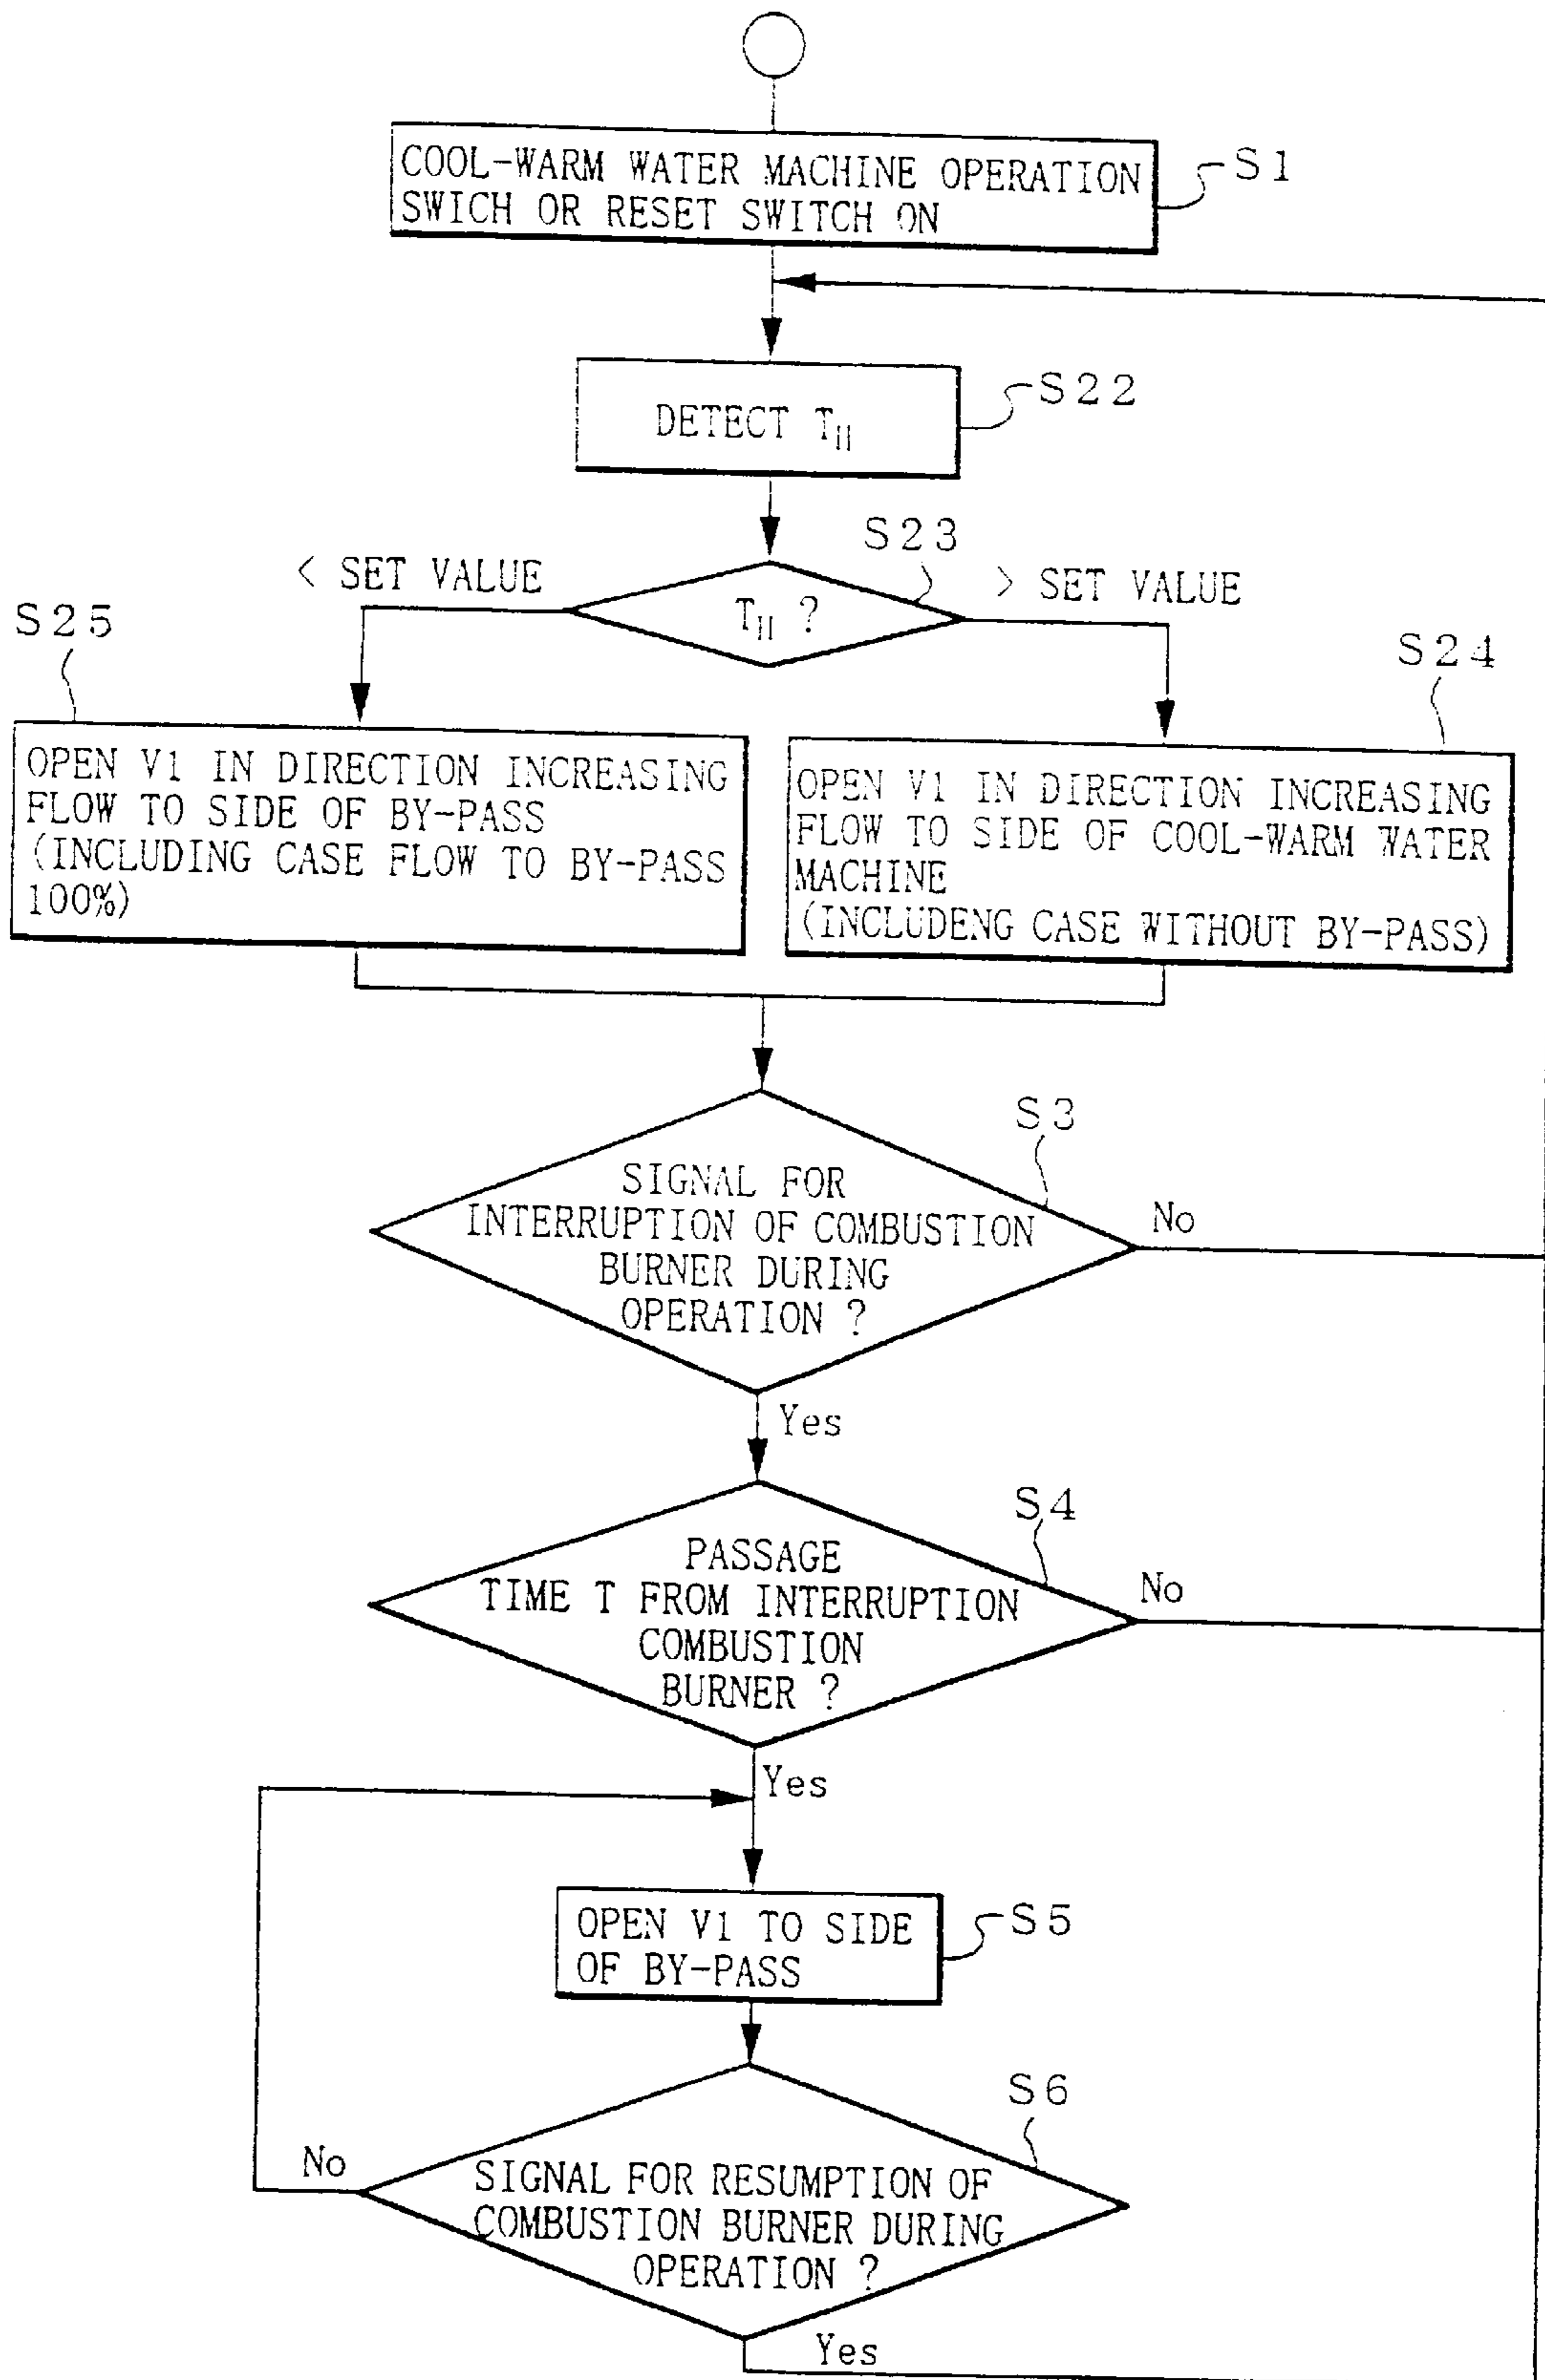 COOL-WARM WATER MACHINE OPERATION
SWICH OR RESET SWITCH ON
S1
DETECT TH
S22
S23
< SET VALUE
> SET VALUE
TH ?
S25
S24
OPEN V1 IN DIRECTION INCREASING
FLOW TO SIDE OF BY-PASS
(INCLUDING CASE FLOW TO BY-PASS
100%)
OPEN V1 IN DIRECTION INCREASING
FLOW TO SIDE OF COOL-WARM WATER
MACHINE
(INCLUDENG CASE WITHOUT BY-PASS)
S3
SIGNAL FOR
INTERRUPTION OF COMBUSTION
BURNER DURING
OPERATION ?
No
Yes
S4
PASSAGE
TIME T FROM INTERRUPTION
COMBUSTION
BURNER ?
No
Yes
OPEN V1 TO SIDE
OF BY-PASS
S5
S6
No
SIGNAL FOR RESUMPTION OF
COMBUSTION BURNER DURING
OPERATION ?
Yes